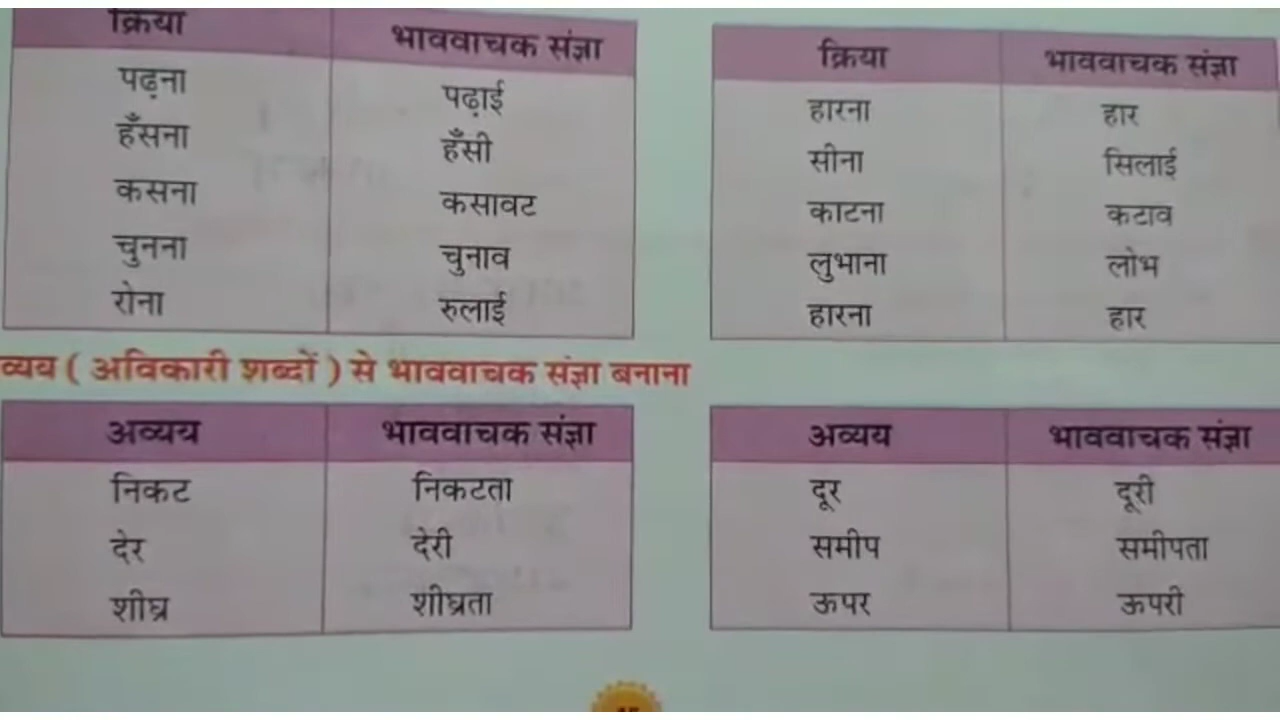 क्रिया भाववाचक संज्ञा
पढ़ना पढ़ाई
हँसना हँसी
कसना कसावट
चुनना चुनाव
रोना रुलाई
क्रिया भाववाचक संज्ञा
हारना हार
सीना सिलाई
काटना कटाव
लुभाना लोभ
हारना हार
व्यय ( अविकारी शब्दों ) से भाववाचक संज्ञा बनाना
अव्यय भाववाचक संज्ञा
निकट निकटता
देर देरी
शीघ्र शीघ्रता
अव्यय भाववाचक संज्ञा
दूर दूरी
समीप समीपता
ऊपर ऊपरी